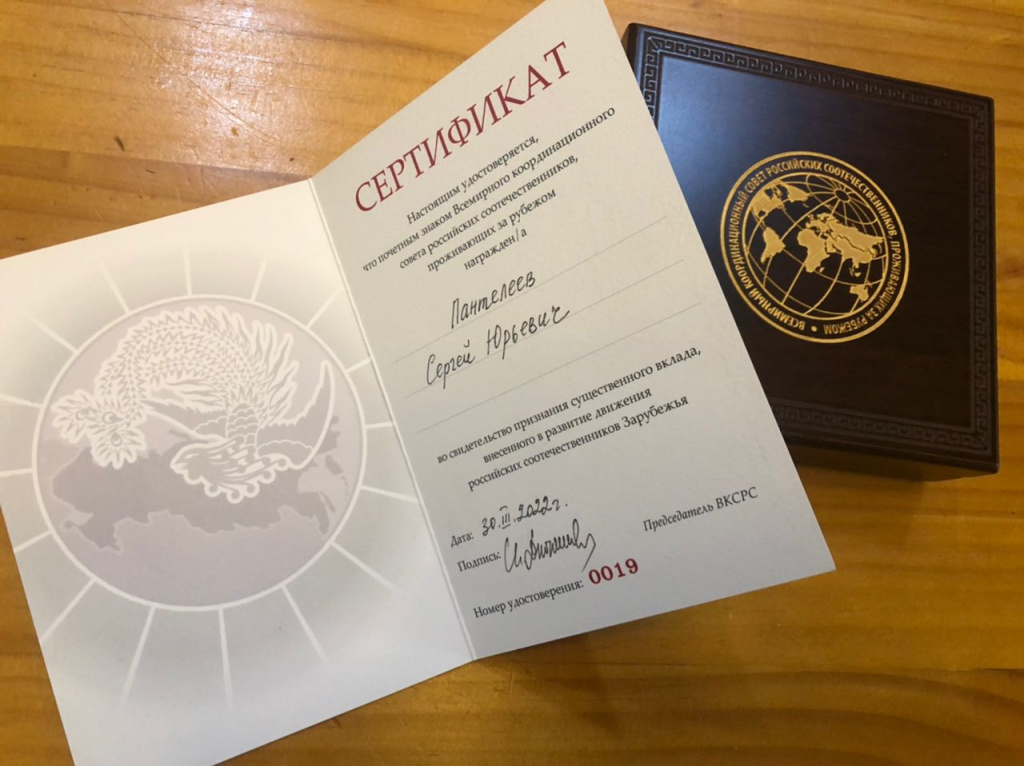 СЕРТИФИКАТ
Настоящим удостоверяется,
что почетным знаком Всемирного координационного
совета российских соотечественников,
проживающих за рубежом
награжден/а
Пантелеев
Сергей Юрьевич
во свидетельство признания существенного вклада,
внесенного в развитие движения
российских соотечественников Зарубежья
Дата: 30.III.2022г.
Подпись:
Председатель ВКСРС
Номер удостоверения: 0019
ВСЕМИРНЫЙ КООРДИНАЦИОННЫЙ СОВЕТ РОССИЙСКИХ СООТЕЧЕСТВЕННИКОВ, ПРОЖИВАЮЩИХ ЗА РУБЕЖОМ •